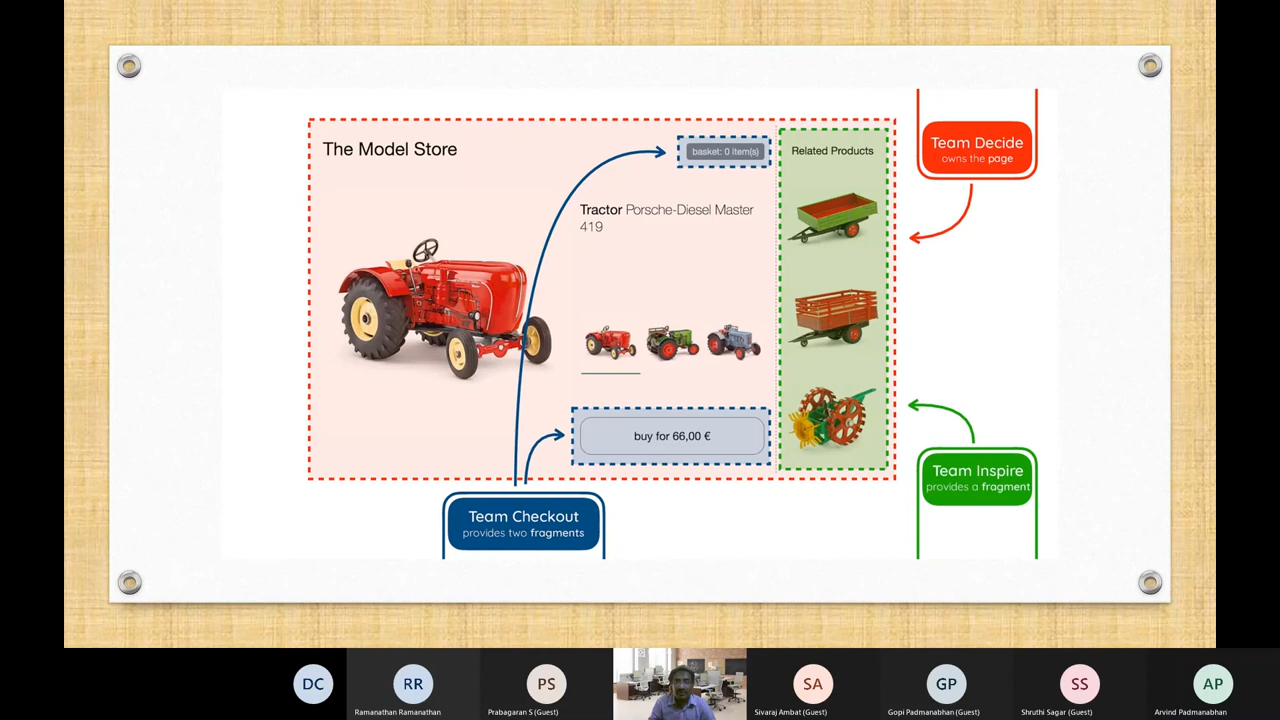 The Model Store
basket: 0 item(s)
Related Products
Team Decide
owns the page
Tractor Porsche-Diesel Master
419
buy for 66,00 €
Team Inspire
provides a fragment
Team Checkout
provides two fragments
DC
RR
PS
SA
GP
SS
AP
Ramanathan Ramanathan
Prabagaran S (Guest)
Sivaraj Ambat (Guest)
Gopi Padmanabhan (Guest)
Shruthi Sagar (Guest)
Arvind Padmanabhan